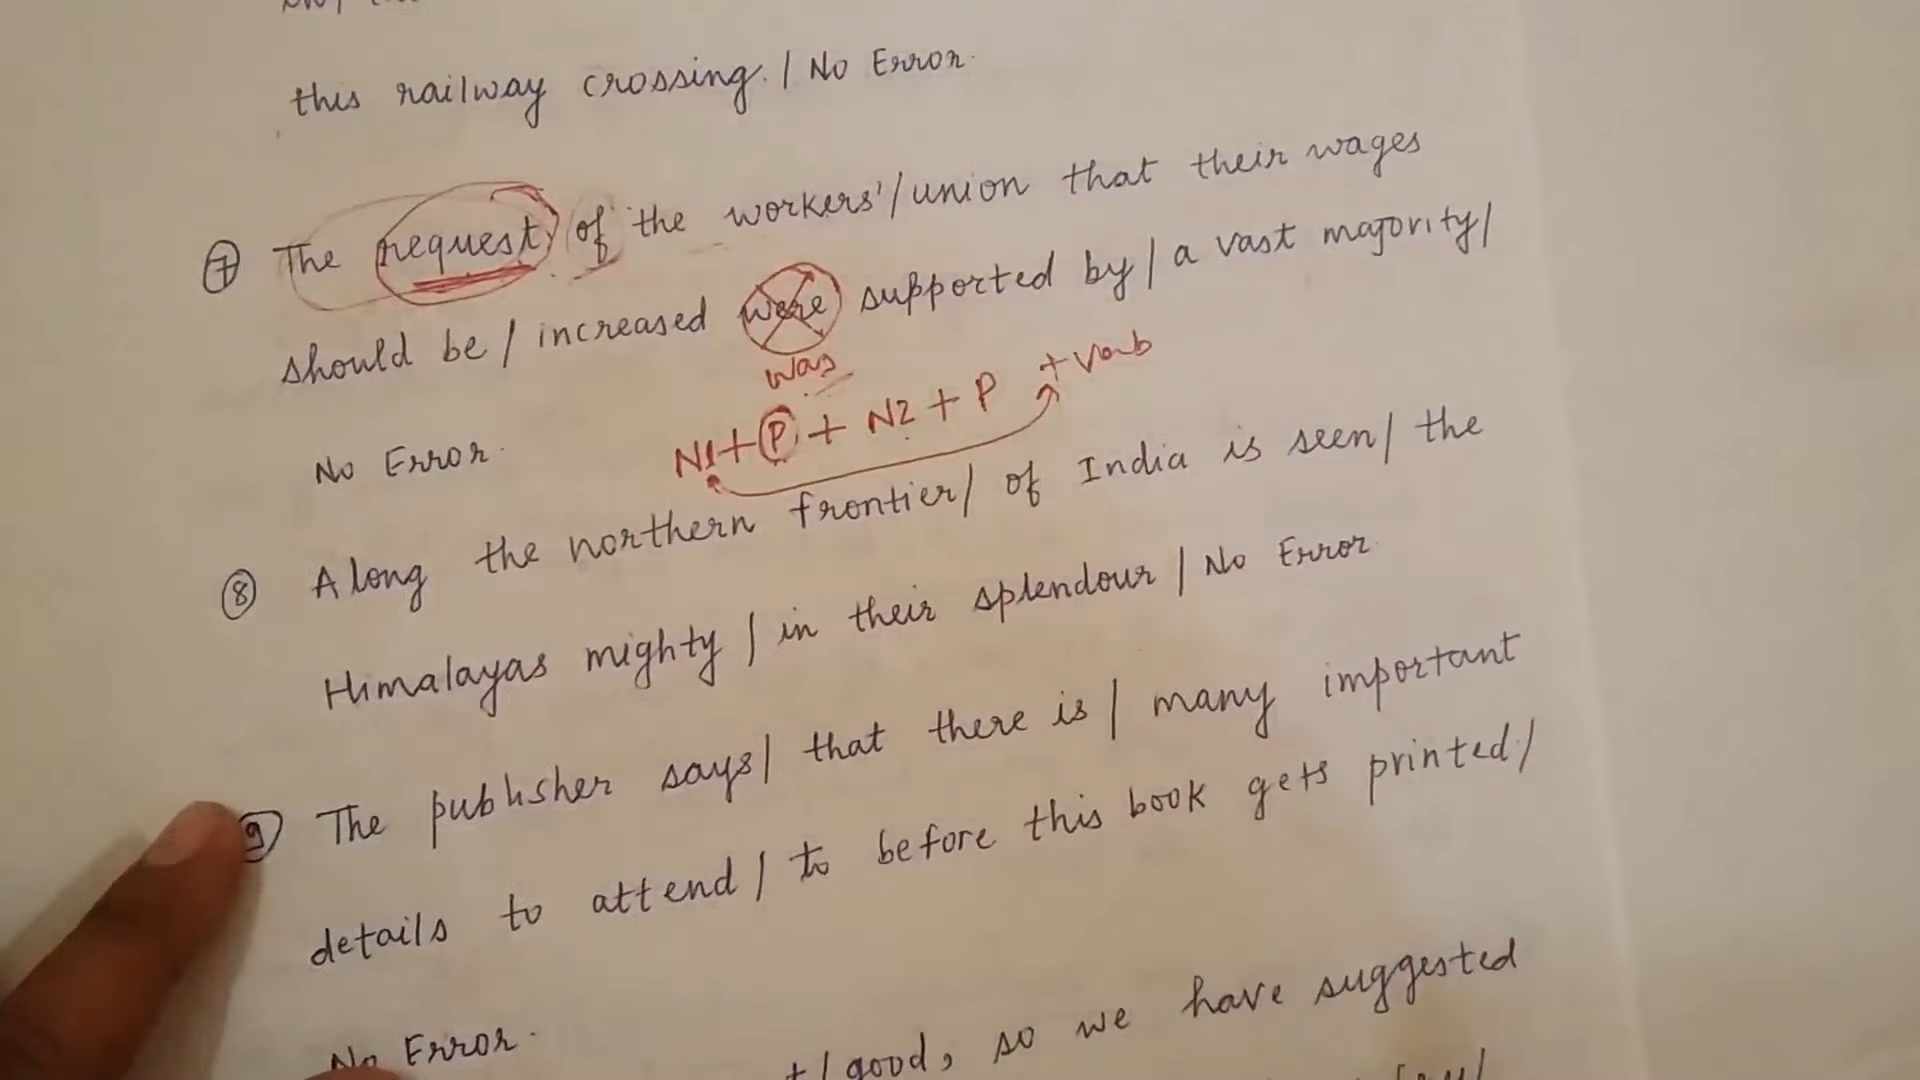 this railway crossing. / No Error.
⑦ The request of the workers' / union that their wages
should be / increased were supported by / a vast majority /
was
No Error.
N1 + P + N2 + P + Verb
⑧ Along the northern frontier / of India is seen / the
Himalayas mighty / in their splendour / No Error
⑨ The publisher says / that there is / many important
details to attend / to before this book gets printed /
No Error.
good, so we have suggested